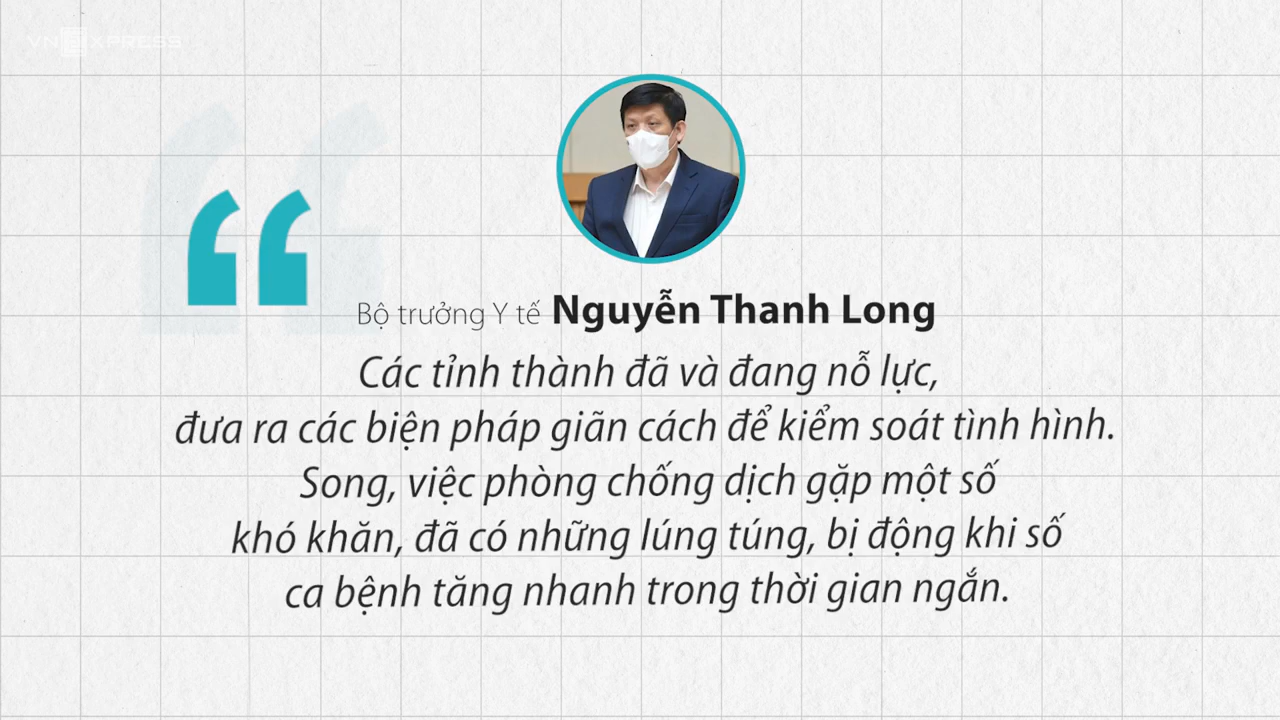 VNEXPRESS
Bộ trưởng Y tế Nguyễn Thanh Long
Các tỉnh thành đã và đang nỗ lực,
đưa ra các biện pháp giãn cách để kiểm soát tình hình.
Song, việc phòng chống dịch gặp một số
khó khăn, đã có những lúng túng, bị động khi số
ca bệnh tăng nhanh trong thời gian ngắn.